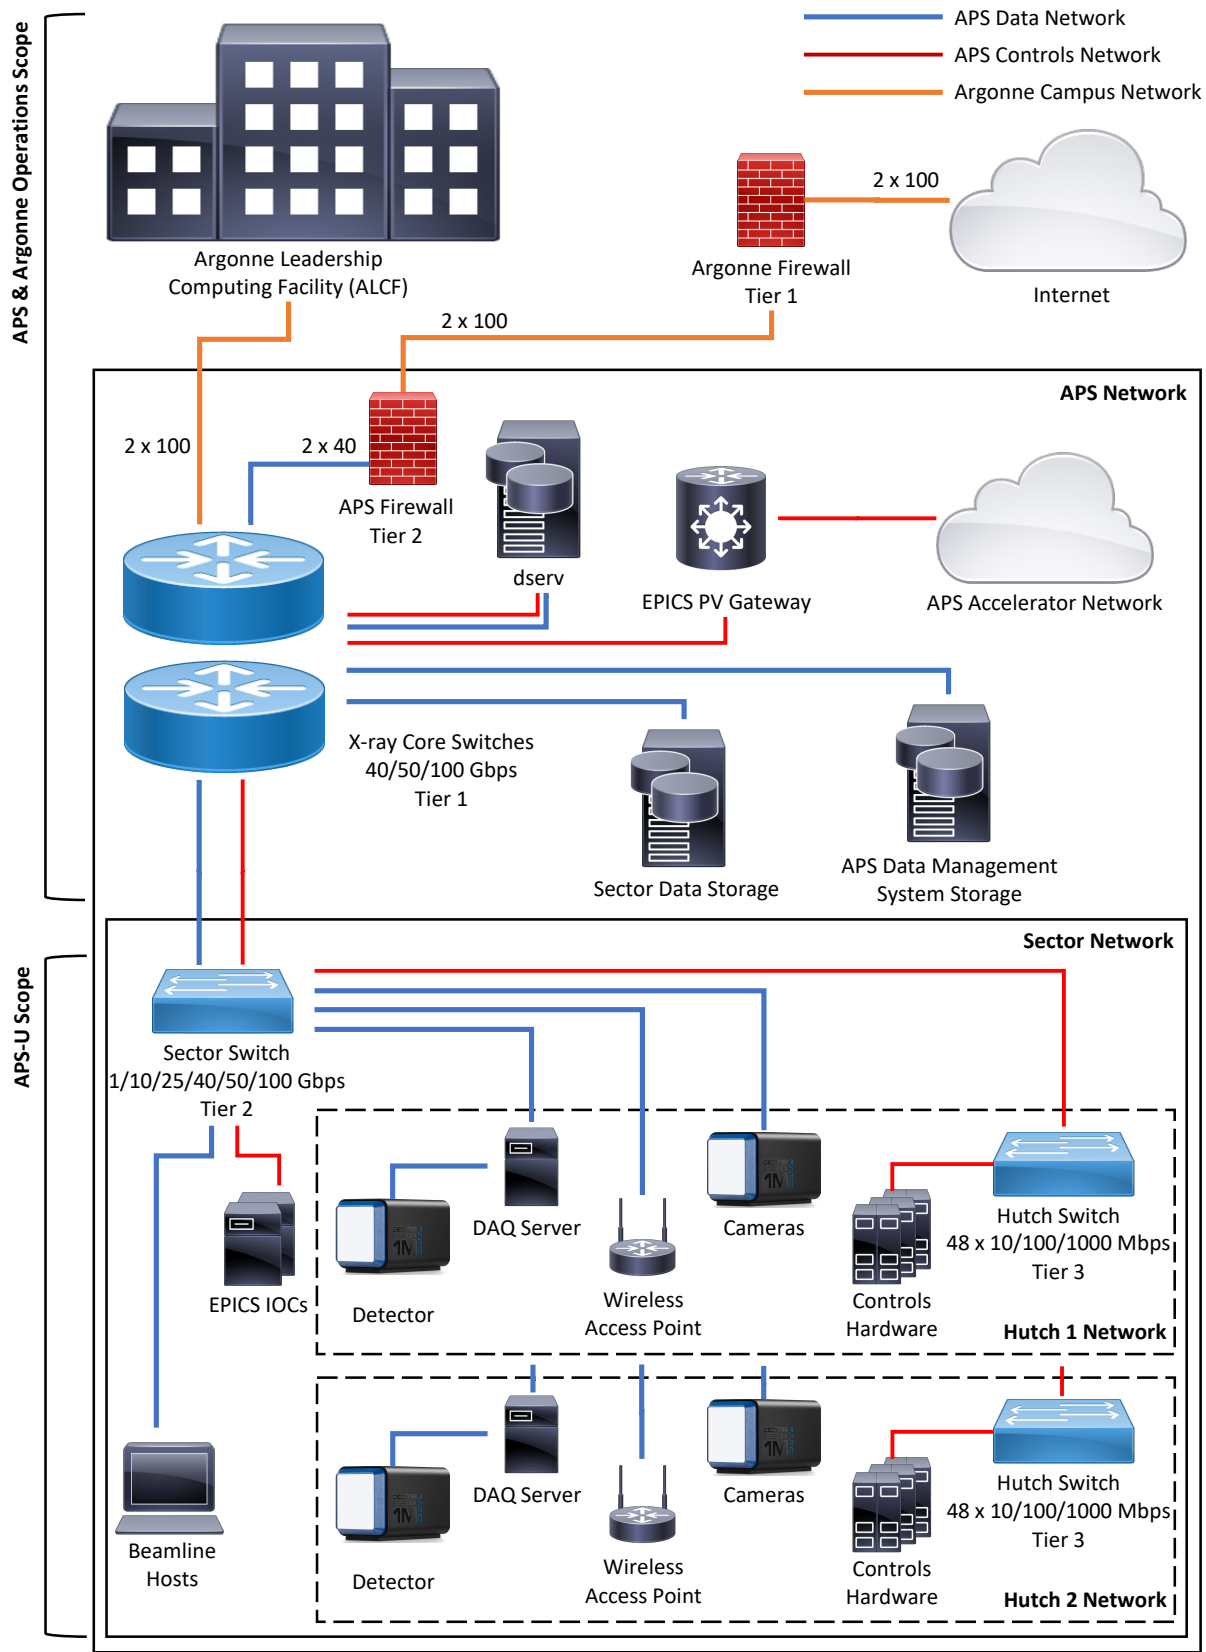 APS Data Network
APS Controls Network
Argonne Campus Network
APS & Argonne Operations Scope
2 x 100
Argonne Leadership
Computing Facility (ALCF)
Argonne Firewall
Tier 1
Internet
2 x 100
APS Network
2 x 100
2 x 40
APS Firewall
Tier 2
dserv
EPICS PV Gateway
APS Accelerator Network
X-ray Core Switches
40/50/100 Gbps
Tier 1
Sector Data Storage
APS Data Management
System Storage
Sector Network
APS-U Scope
Sector Switch
1/10/25/40/50/100 Gbps
Tier 2
EPICS IOCs
Detector
DAQ Server
Wireless
Access Point
Cameras
Controls
Hardware
Hutch Switch
48 x 10/100/1000 Mbps
Tier 3
Hutch 1 Network
Beamline
Hosts
Detector
DAQ Server
Wireless
Access Point
Cameras
Controls
Hardware
Hutch Switch
48 x 10/100/1000 Mbps
Tier 3
Hutch 2 Network
1M
1M
1M
1M